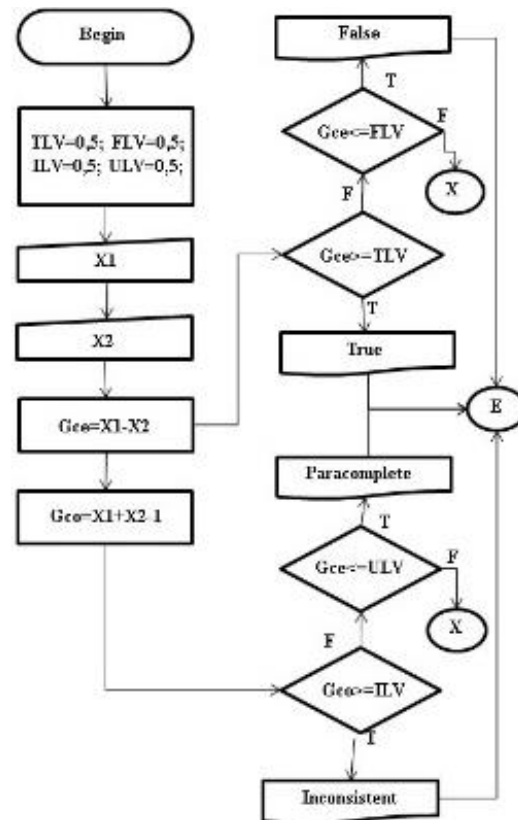 Begin
TLV=0,5; FLV=0,5;
ILV=0,5; ULV=0,5;
X1
X2
Gce=X1-X2
Gco=X1+X2-1
False
T
Gce<=FLV
F
X
F
Gce>=TLV
T
True
E
Paracomplete
T
Gce<=ULV
F
X
F
Gco>=ILV
T
Inconsistent